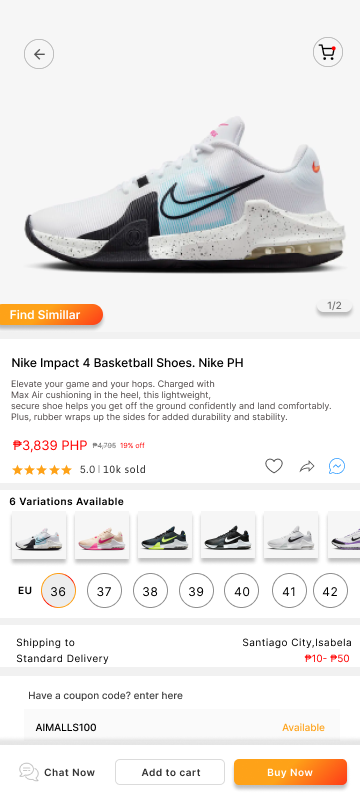 1/2
Find Simillar
Nike Impact 4 Basketball Shoes. Nike PH
Elevate your game and your hops. Charged with
Max Air cushioning in the heel, this lightweight,
secure shoe helps you get off the ground confidently and land comfortably.
Plus, rubber wraps up the sides for added durability and stability.
₱3,839 PHP ₱4,795 19% off
5.0 | 10k sold
6 Variations Available
EU 36 37 38 39 40 41 42
Shipping to Santiago City,Isabela
Standard Delivery ₱10- ₱50
Have a coupon code? enter here
AIMALLS100 Available
Chat Now Add to cart Buy Now